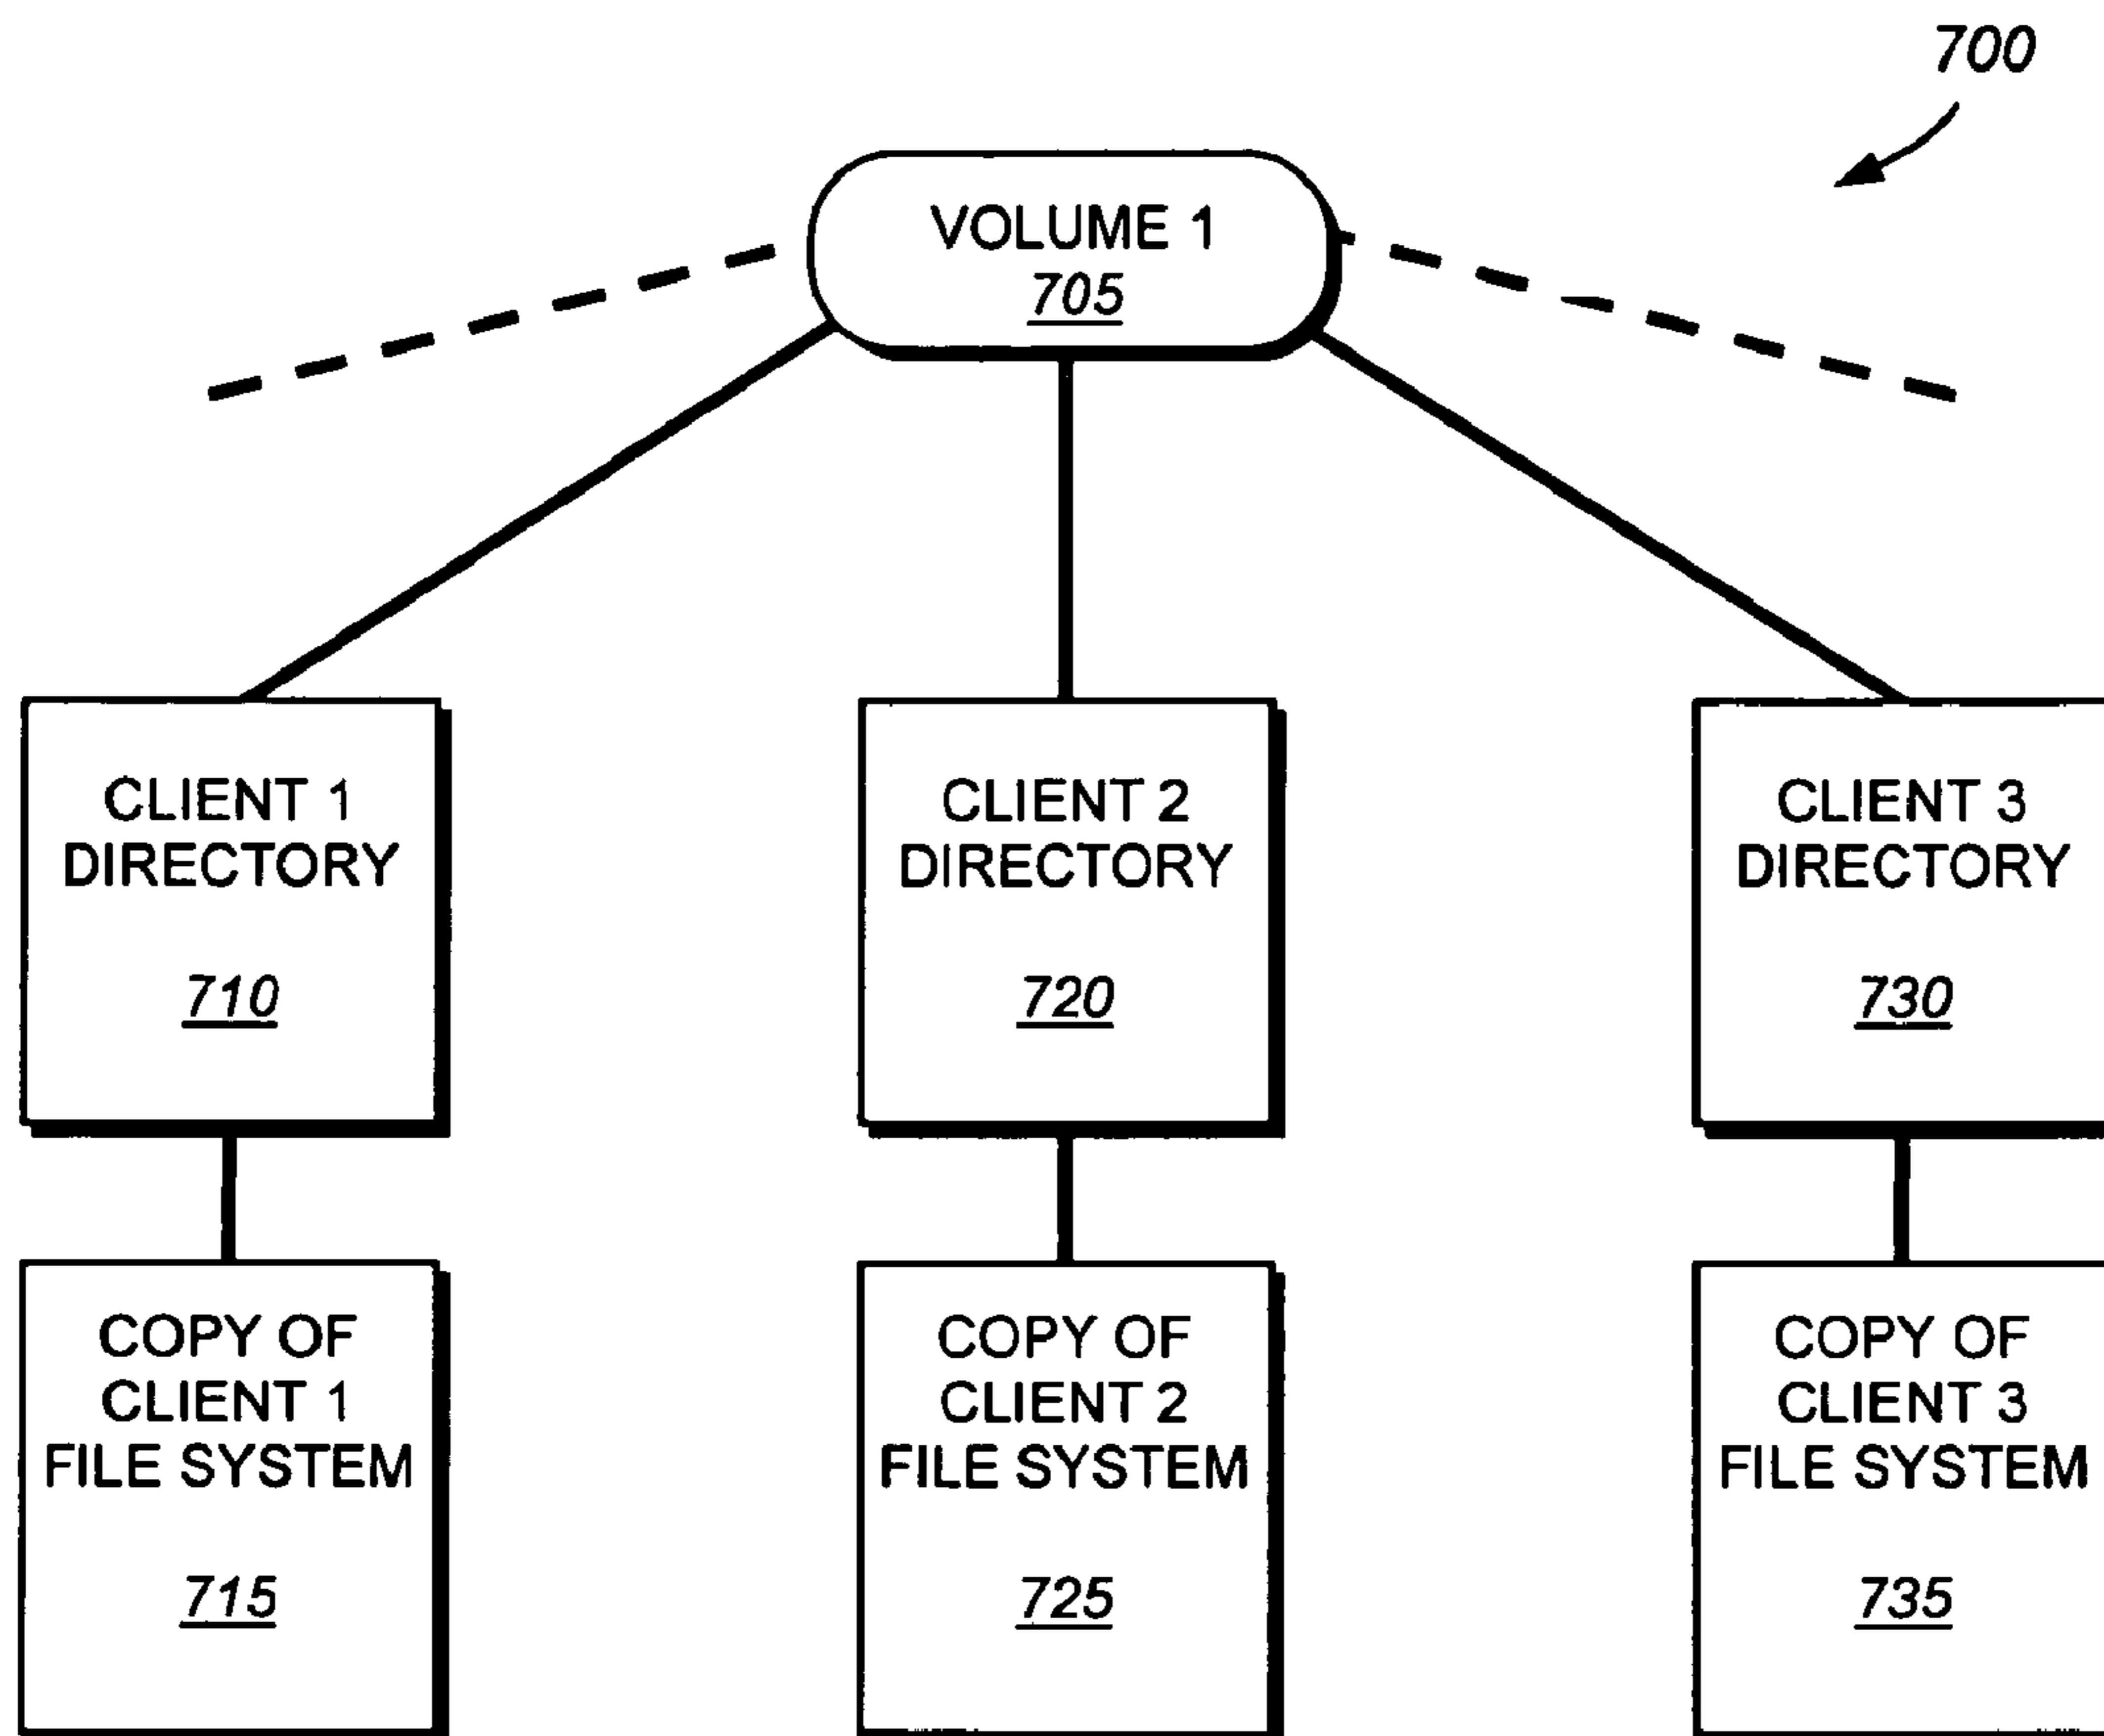 700
VOLUME 1
705
CLIENT 1
DIRECTORY
710
CLIENT 2
DIRECTORY
720
CLIENT 3
DIRECTORY
730
COPY OF
CLIENT 1
FILE SYSTEM
715
COPY OF
CLIENT 2
FILE SYSTEM
725
COPY OF
CLIENT 3
FILE SYSTEM
735